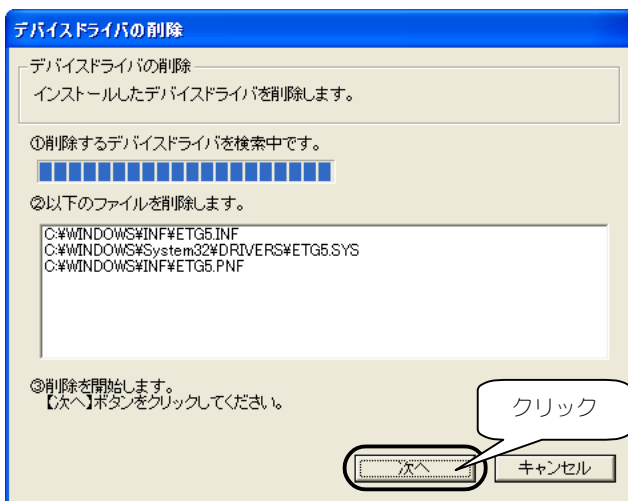 デバイスドライバの削除
デバイスドライバの削除
インストールしたデバイスドライバを削除します。
①削除するデバイスドライバを検索中です。
②以下のファイルを削除します。
C:¥WINDOWS¥INF¥ETG5.INF
C:¥WINDOWS¥System32¥DRIVERS¥ETG5.SYS
C:¥WINDOWS¥INF¥ETG5.PNF
③削除を開始します。
【次へ】ボタンをクリックしてください。
クリック
次へ
キャンセル